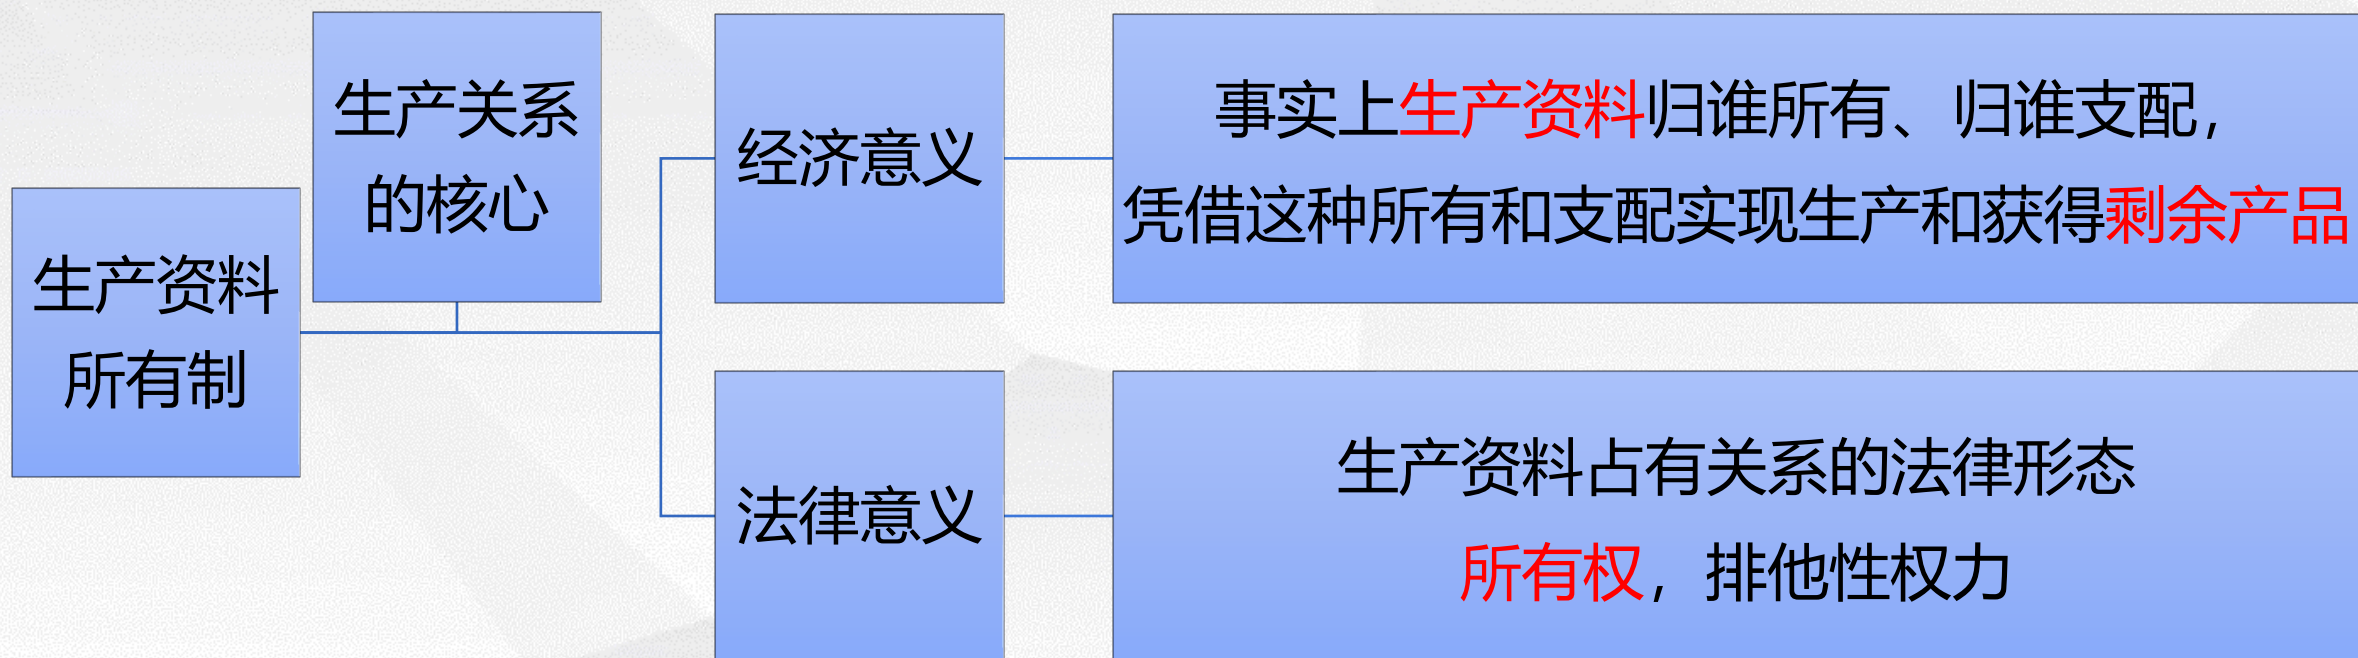 生产资料
所有制
生产关系
的核心
经济意义
事实上生产资料归谁所有、归谁支配，
凭借这种所有和支配实现生产和获得剩余产品
法律意义
生产资料占有关系的法律形态
所有权，排他性权力